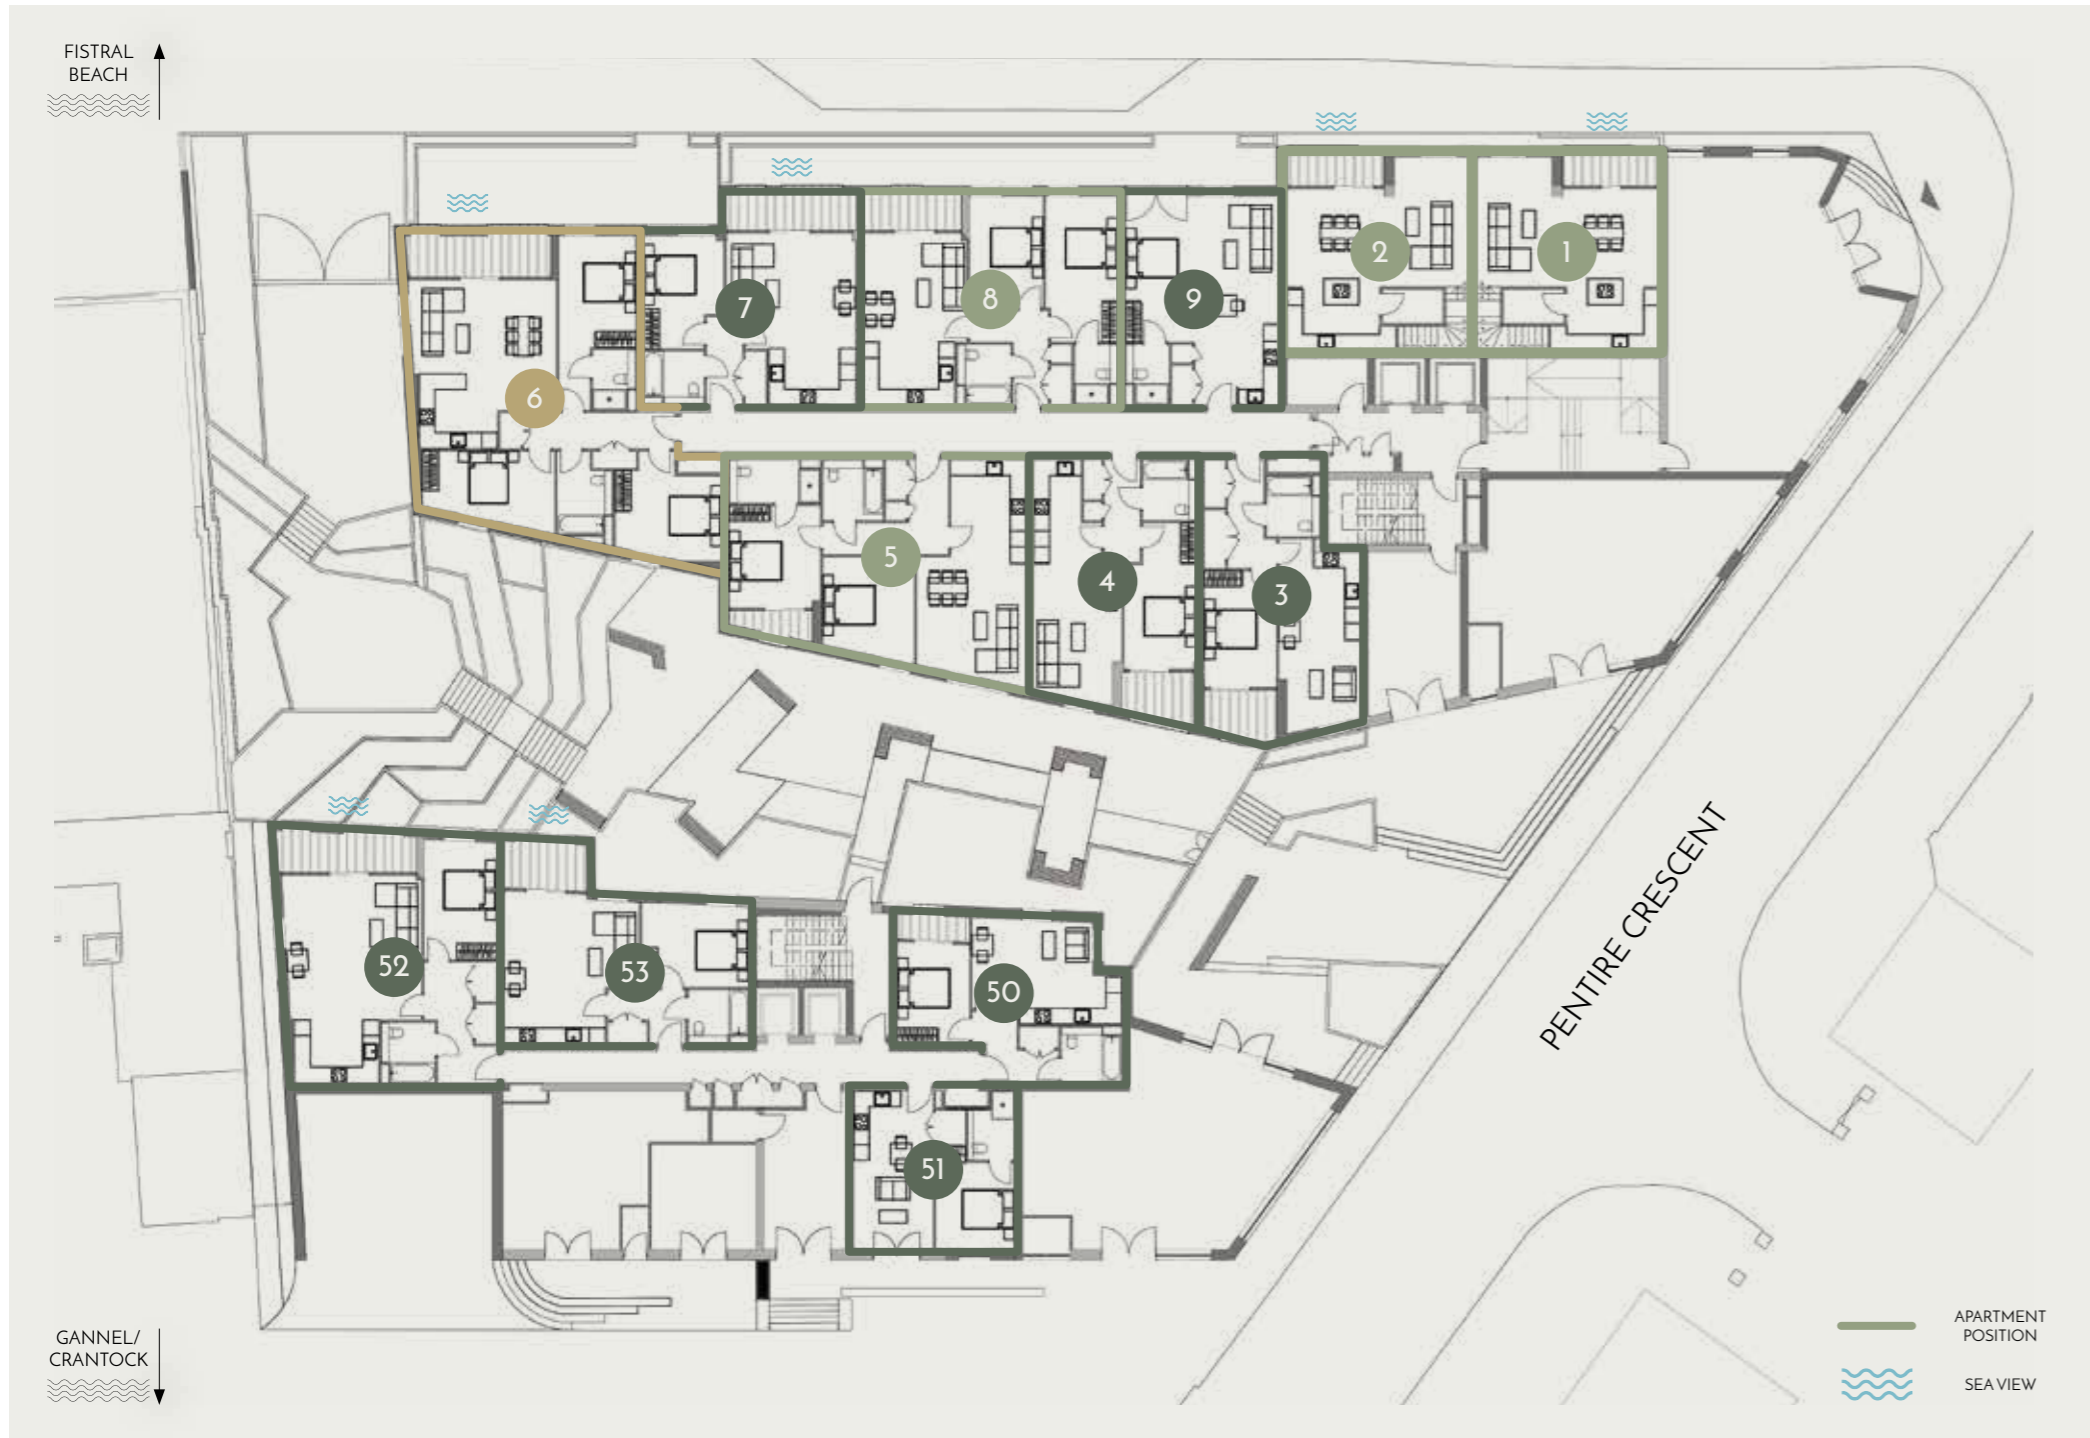 FISTRAL
BEACH
2
1
8
9
7
6
5
4
3
52
53
50
51
PENTIRE CRESCENT
GANNEL/
CRANTOCK
APARTMENT
POSITION
SEA VIEW